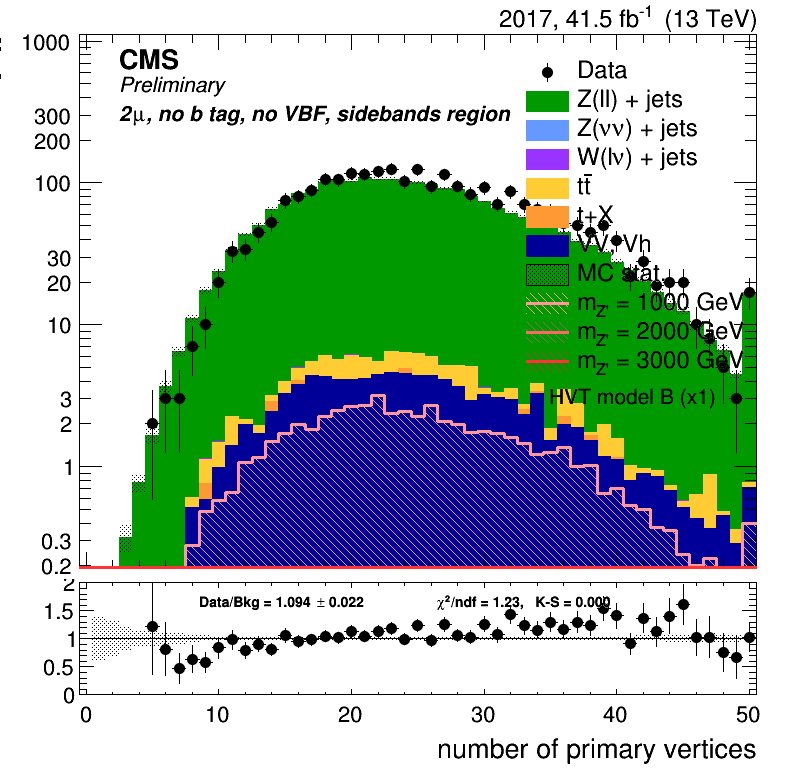 2017, 41.5 fb⁻¹ (13 TeV)
CMS
Preliminary
2μ, no b tag, no VBF, sidebands region
Data
Z(ll) + jets
Z(νν) + jets
W(lν) + jets
tt̄
t+X
VV, Vh
MC stat.
m_Z' = 1000 GeV
m_Z' = 2000 GeV
m_Z' = 3000 GeV
HVT model B (x1)
1000
300
200
100
30
20
10
3
2
1
0.3
0.2
Data/Bkg = 1.094 ± 0.022 χ²/ndf = 1.23, K-S = 0.000
2
1.5
1
0.5
0
0 10 20 30 40 50
number of primary vertices